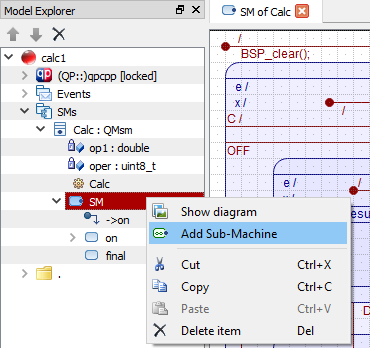 Model Explorer
SM of Calc
calc1
qp (QP::)qpcpp [locked]
Events
SMs
Calc : QMsm
op1 : double
oper : uint8_t
Calc
SM
->on
on
final
.
Show diagram
Add Sub-Machine
Cut Ctrl+X
Copy Ctrl+C
Paste Ctrl+V
Delete item Del
/
BSP_clear();
e /
x /
/
C /
OFF
e /
x /
/
esu
D